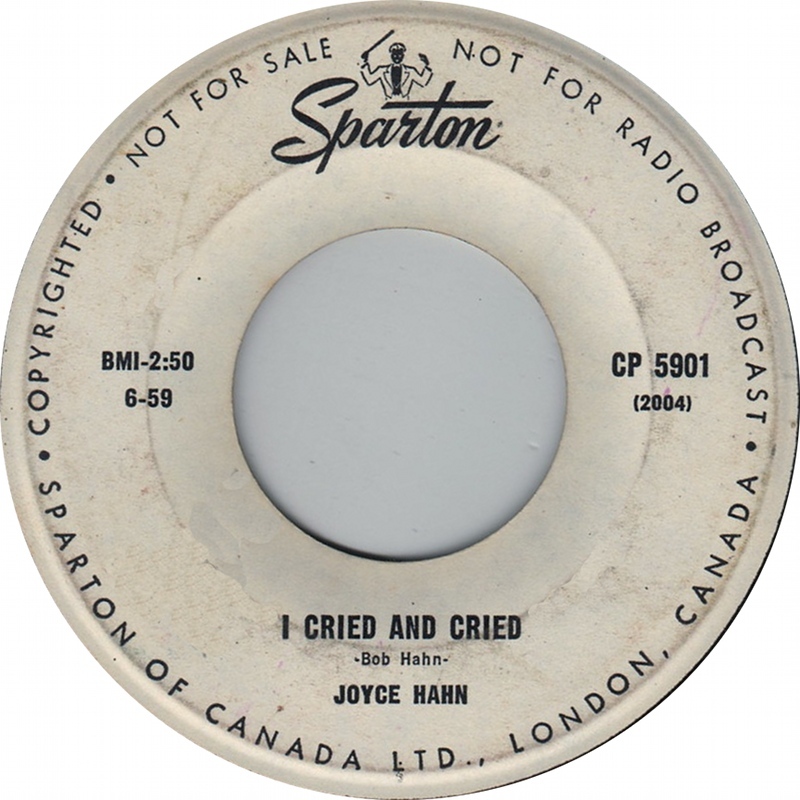 COPYRIGHTED • NOT FOR SALE NOT FOR RADIO BROADCAST •
Sparton
BMI-2:50
6-59
CP 5901
(2004)
I CRIED AND CRIED
-Bob Hahn-
JOYCE HAHN
• SPARTON OF CANADA LTD., LONDON, CANADA